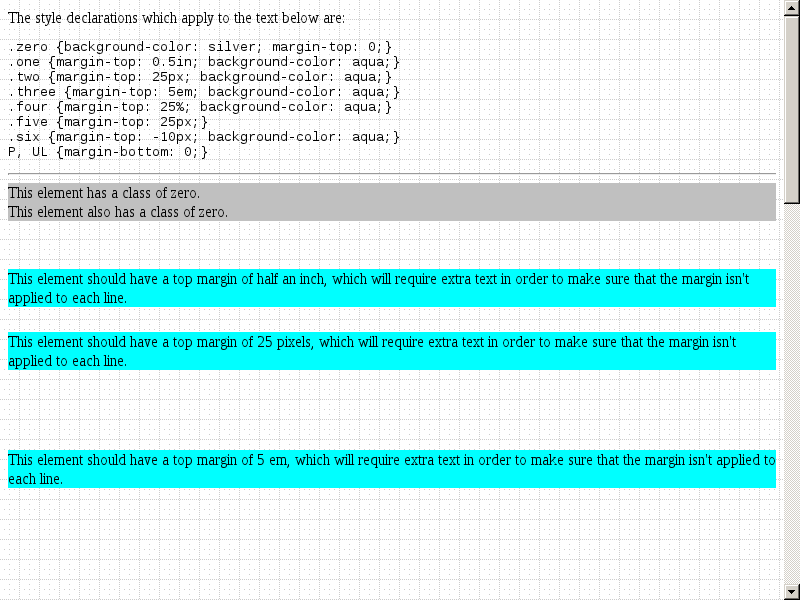 The style declarations which apply to the text below are:
.zero {background-color: silver; margin-top: 0;}
.one {margin-top: 0.5in; background-color: aqua;}
.two {margin-top: 25px; background-color: aqua;}
.three {margin-top: 5em; background-color: aqua;}
.four {margin-top: 25%; background-color: aqua;}
.five {margin-top: 25px;}
.six {margin-top: -10px; background-color: aqua;}
P, UL {margin-bottom: 0;}
This element has a class of zero.
This element also has a class of zero.
This element should have a top margin of half an inch, which will require extra text in order to make sure that the margin isn't
applied to each line.
This element should have a top margin of 25 pixels, which will require extra text in order to make sure that the margin isn't
applied to each line.
This element should have a top margin of 5 em, which will require extra text in order to make sure that the margin isn't applied to
each line.